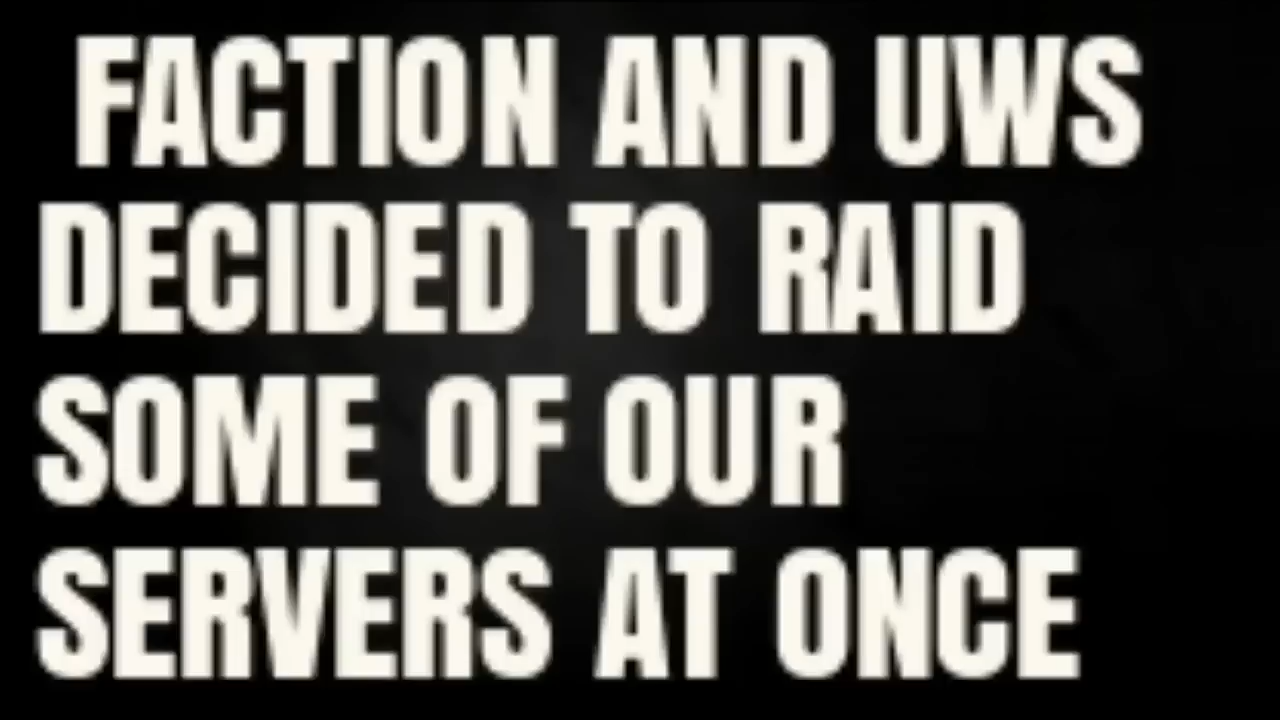 FACTION AND UWS
DECIDED TO RAID
SOME OF OUR
SERVERS AT ONCE